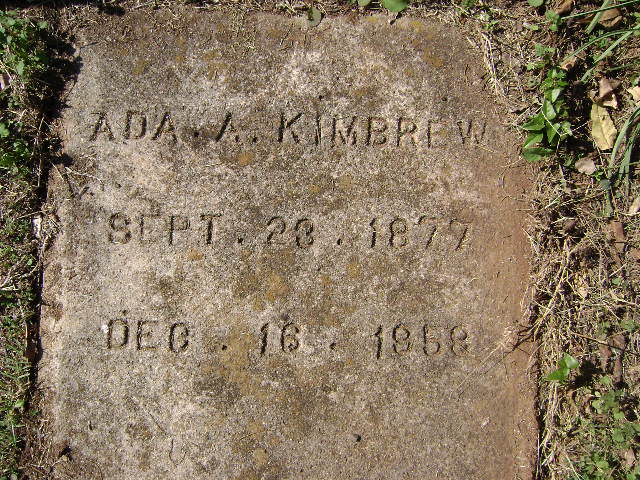 ADA . A . KIMBREW
SEPT . 23 . 1877
DEC . 16 . 1958